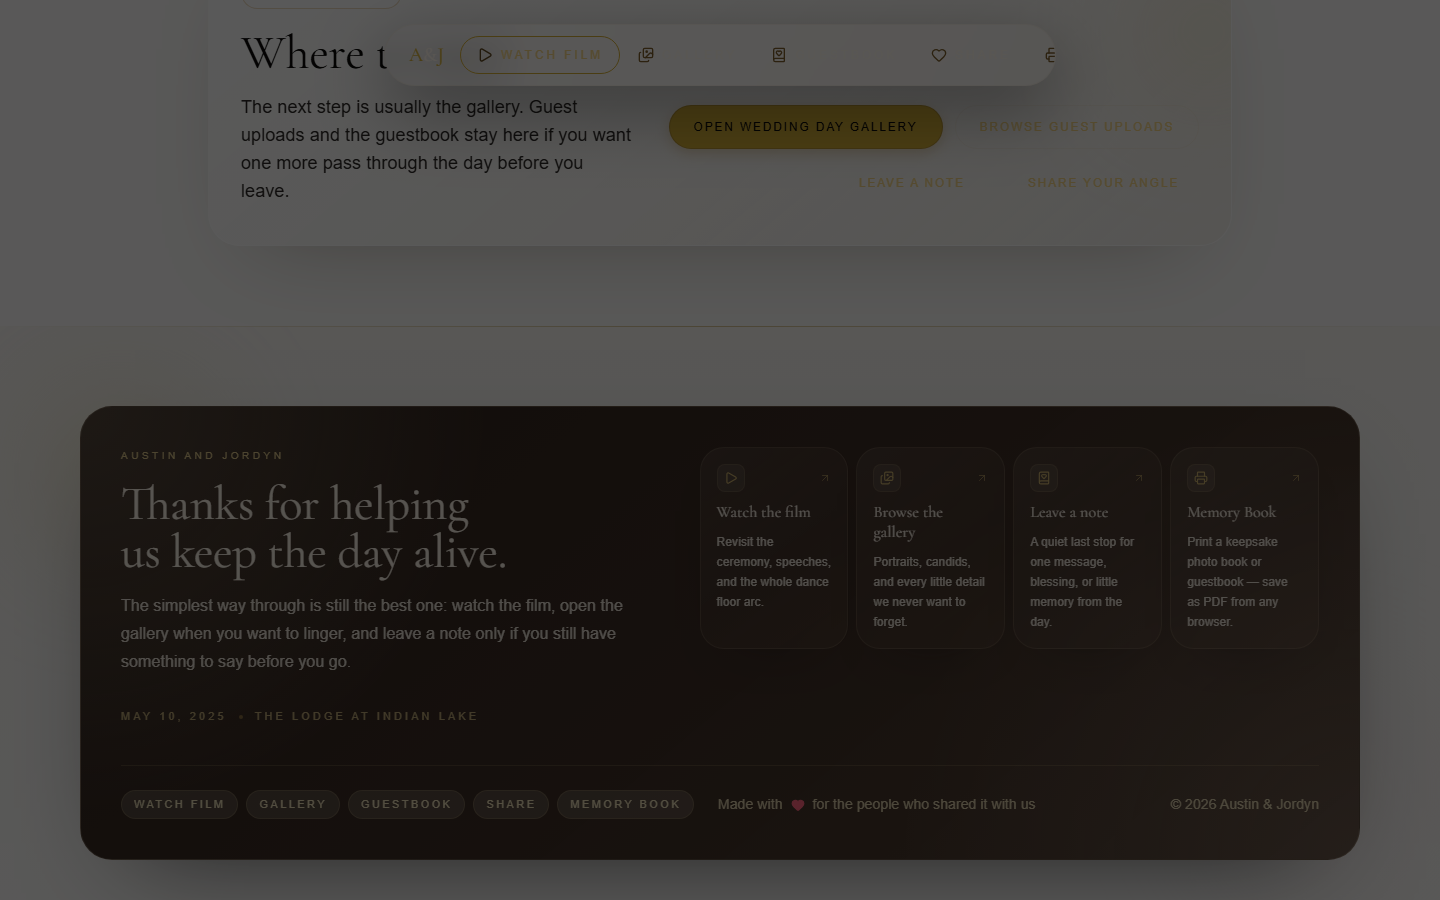 Where t
A J
WATCH FILM
The next step is usually the gallery. Guest
uploads and the guestbook stay here if you want
one more pass through the day before you
leave.
OPEN WEDDING DAY GALLERY
BROWSE GUEST UPLOADS
LEAVE A NOTE
SHARE YOUR ANGLE
AUSTIN AND JORDYN
Thanks for helping
us keep the day alive.
The simplest way through is still the best one: watch the film, open the
gallery when you want to linger, and leave a note only if you still have
something to say before you go.
MAY 10, 2025 • THE LODGE AT INDIAN LAKE
Watch the film
Revisit the
ceremony, speeches,
and the whole dance
floor arc.
Browse the
gallery
Portraits, candids,
and every little detail
we never want to
forget.
Leave a note
A quiet last stop for
one message,
blessing, or little
memory from the
day.
Memory Book
Print a keepsake
photo book or
guestbook — save
as PDF from any
browser.
WATCH FILM
GALLERY
GUESTBOOK
SHARE
MEMORY BOOK
Made with ♥ for the people who shared it with us
© 2026 Austin & Jordyn